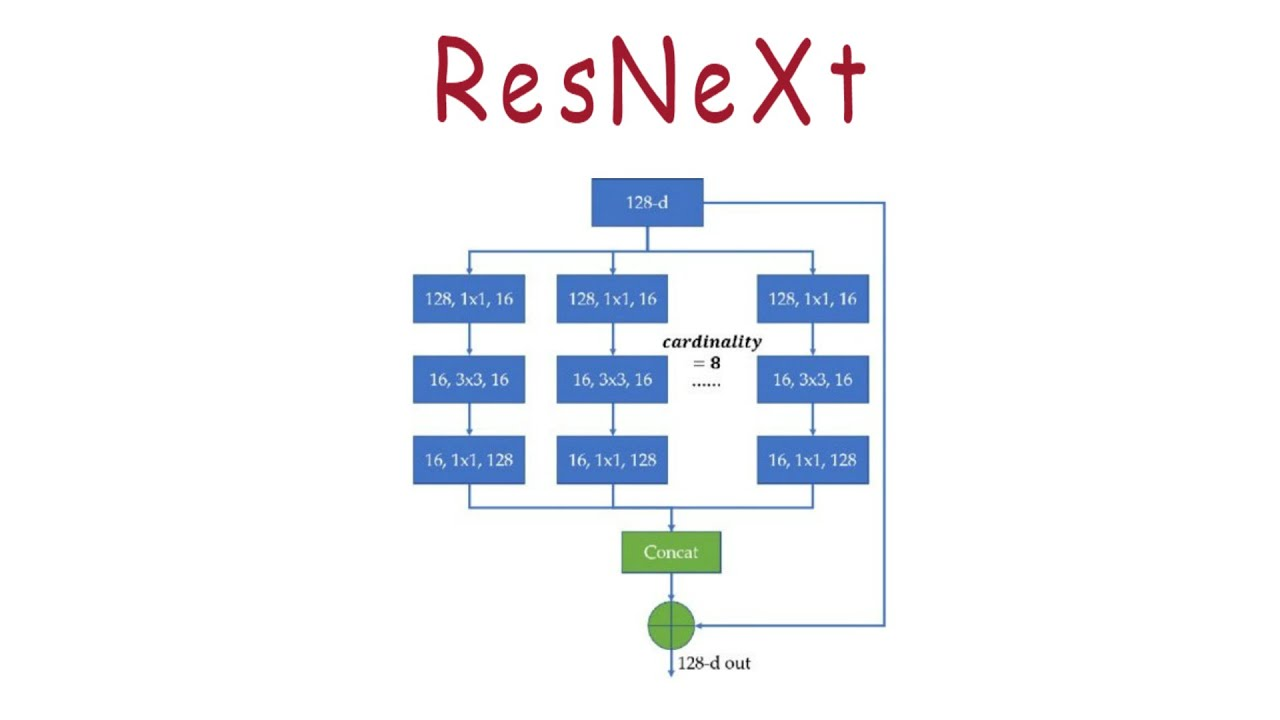 ResNeXt
128-d
128, 1x1, 16
128, 1x1, 16
128, 1x1, 16
cardinality
= 8
......
16, 3x3, 16
16, 3x3, 16
16, 3x3, 16
16, 1x1, 128
16, 1x1, 128
16, 1x1, 128
Concat
128-d out